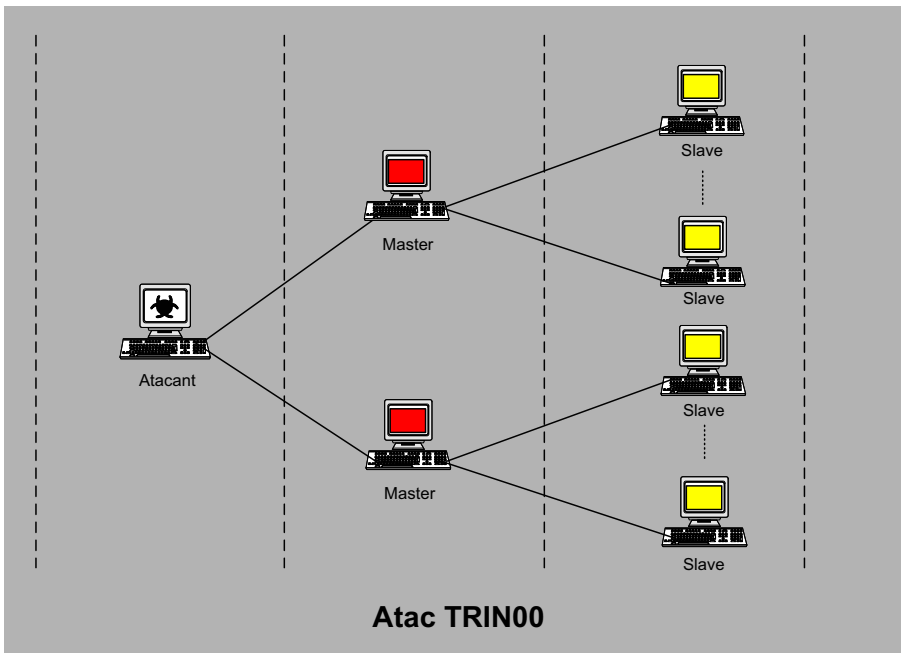 Slave
Master
Slave
Atacant
Slave
Master
Slave
Atac TRIN00